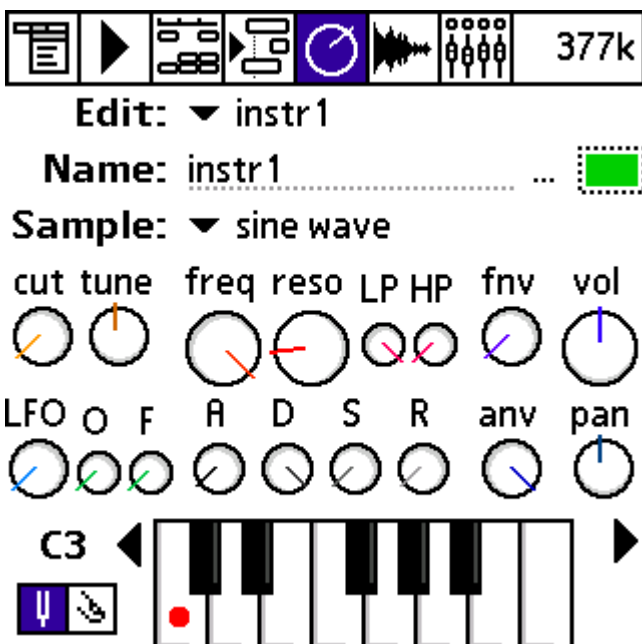 377k
Edit: instr1
Name: instr1 ...
Sample: sine wave
cut tune freq reso LP HP fnv vol
LFO O F A D S R anv pan
C3